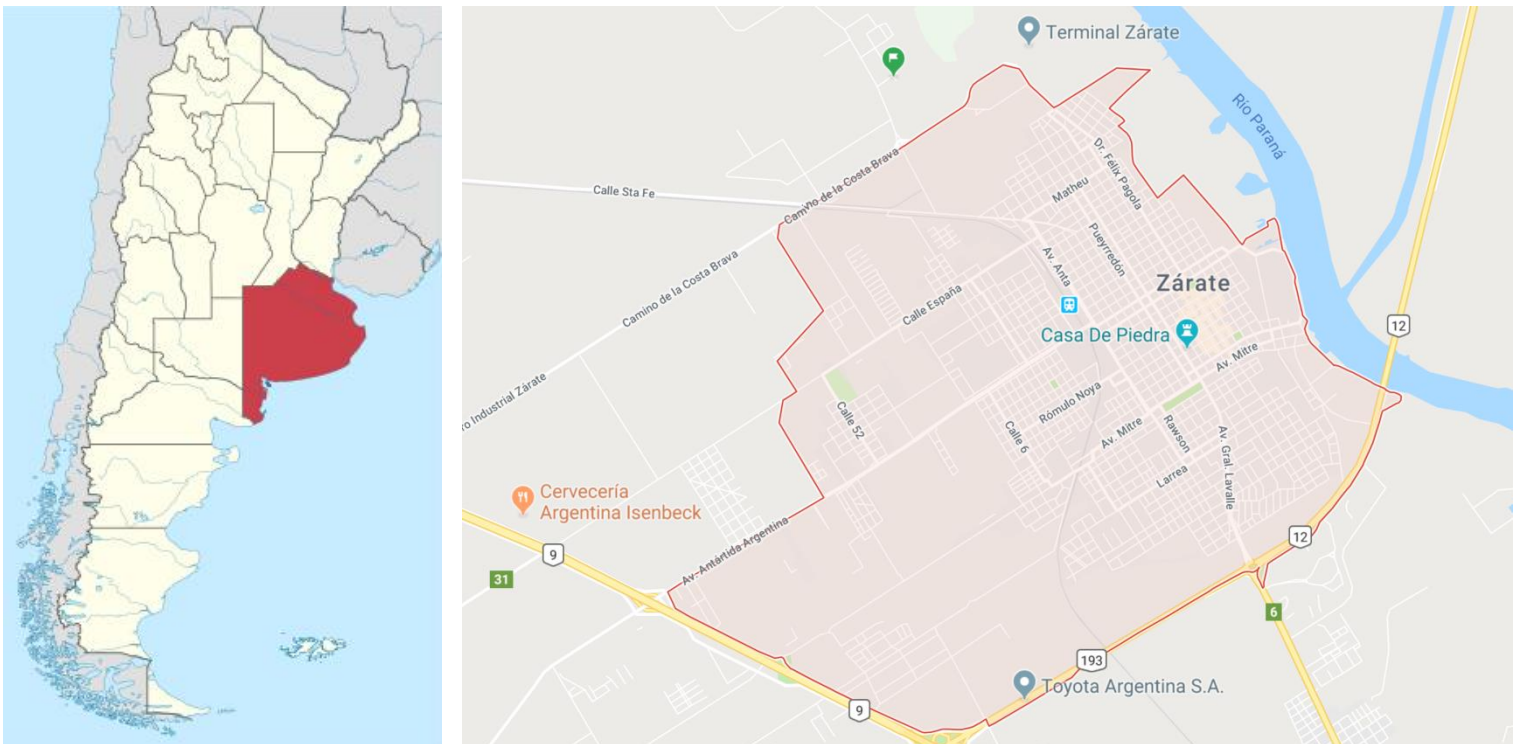 Terminal Zárate
Río Paraná
Dr. Félix Pagola
Camino de la Costa Brava
Calle Sta Fe
Matheu
Pueyrredón
Av. Anta
Camino de la Costa Brava
Zárate
Calle España
12
Casa De Piedra
Av. Mitre
ro Industrial Zárate
Rómulo Noya
Calle 52
Calle 6
Av. Mitre
Rawson
Av. Gral. Lavalle
Larrea
Cervecería
Argentina Isenbeck
Av. Antártida Argentina
12
9
31
6
193
Toyota Argentina S.A.
9